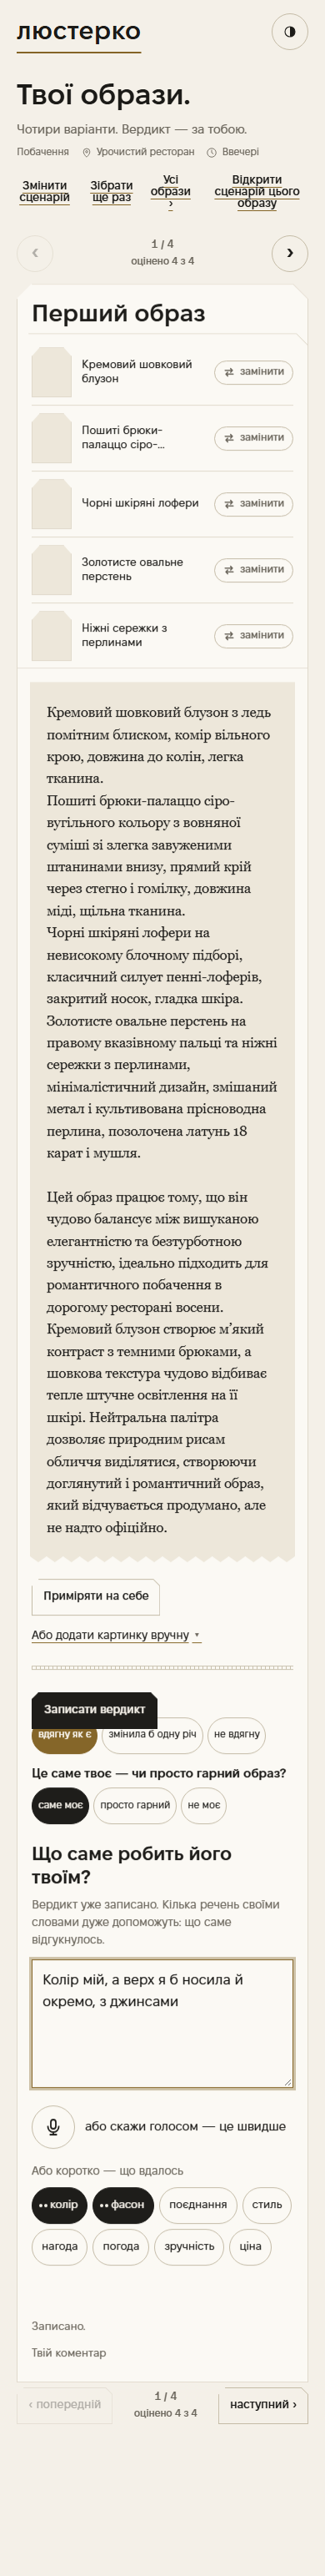 люстерко
Твої образи.
Чотири варіанти. Вердикт — за тобою.
Побачення Урочистий ресторан Ввечері
Змінити
сценарій
Зібрати
ще раз
Усі
образи
›
Відкрити
сценарій цього
образу
‹
1 / 4
оцінено 4 з 4
›
Перший образ
Кремовий шовковий
блузон
замінити
Пошиті брюки-
палаццо сіро-...
замінити
Чорні шкіряні лофери
замінити
Золотисте овальне
перстень
замінити
Ніжні сережки з
перлинами
замінити
Кремовий шовковий блузон з ледь
помітним блиском, комір вільного
крою, довжина до колін, легка
тканина.
Пошиті брюки-палаццо сіро-
вугільного кольору з вовняної
суміші зі злегка завуженими
штанинами внизу, прямий крій
через стегно і гомілку, довжина
міді, щільна тканина.
Чорні шкіряні лофери на
невисокому блочному підборі,
класичний силует пенні-лоферів,
закритий носок, гладка шкіра.
Золотисте овальне перстень на
правому вказівному пальці та ніжні
сережки з перлинами,
мінімалістичний дизайн, змішаний
метал і культивована прісноводна
перлина, позолочена латунь 18
карат і мушля.
Цей образ працює тому, що він
чудово балансує між вишуканою
елегантністю та безтурботною
зручністю, ідеально підходить для
романтичного побачення в
дорогому ресторані восени.
Кремовий блузон створює м’який
контраст з темними брюками, а
шовкова текстура чудово відбиває
тепле штучне освітлення на її
шкірі. Нейтральна палітра
дозволяє природним рисам
обличчя виділятися, створюючи
доглянутий і романтичний образ,
який відчувається продумано, але
не надто офіційно.
Приміряти на себе
Або додати картинку вручну
Записати вердикт
вдягну як є змінила б одну річ не вдягну
Це саме твоє — чи просто гарний образ?
саме моє просто гарний не моє
Що саме робить його
твоїм?
Вердикт уже записано. Кілька речень своїми
словами дуже допоможуть: що саме
відгукнулось.
Колір мій, а верх я б носила й
окремо, з джинсами
або скажи голосом — це швидше
Або коротко — що вдалось
колір фасон поєднання стиль
нагода погода зручність ціна
Записано.
Твій коментар
‹ попередній
1 / 4
оцінено 4 з 4
наступний ›